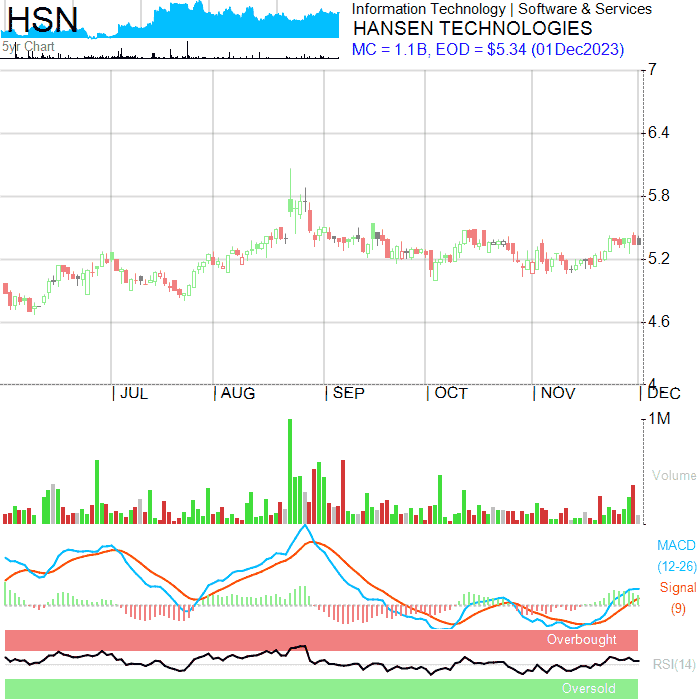 HSN
5yr Chart
Information Technology | Software & Services
HANSEN TECHNOLOGIES
MC = 1.1B, EOD = $5.34 (01Dec2023)
7
6.4
5.8
5.2
4.6
4
| JUL | AUG | SEP | OCT | NOV | DEC
1M
Volume
MACD
(12-26)
Signal
(9)
Overbought
RSI(14)
Oversold